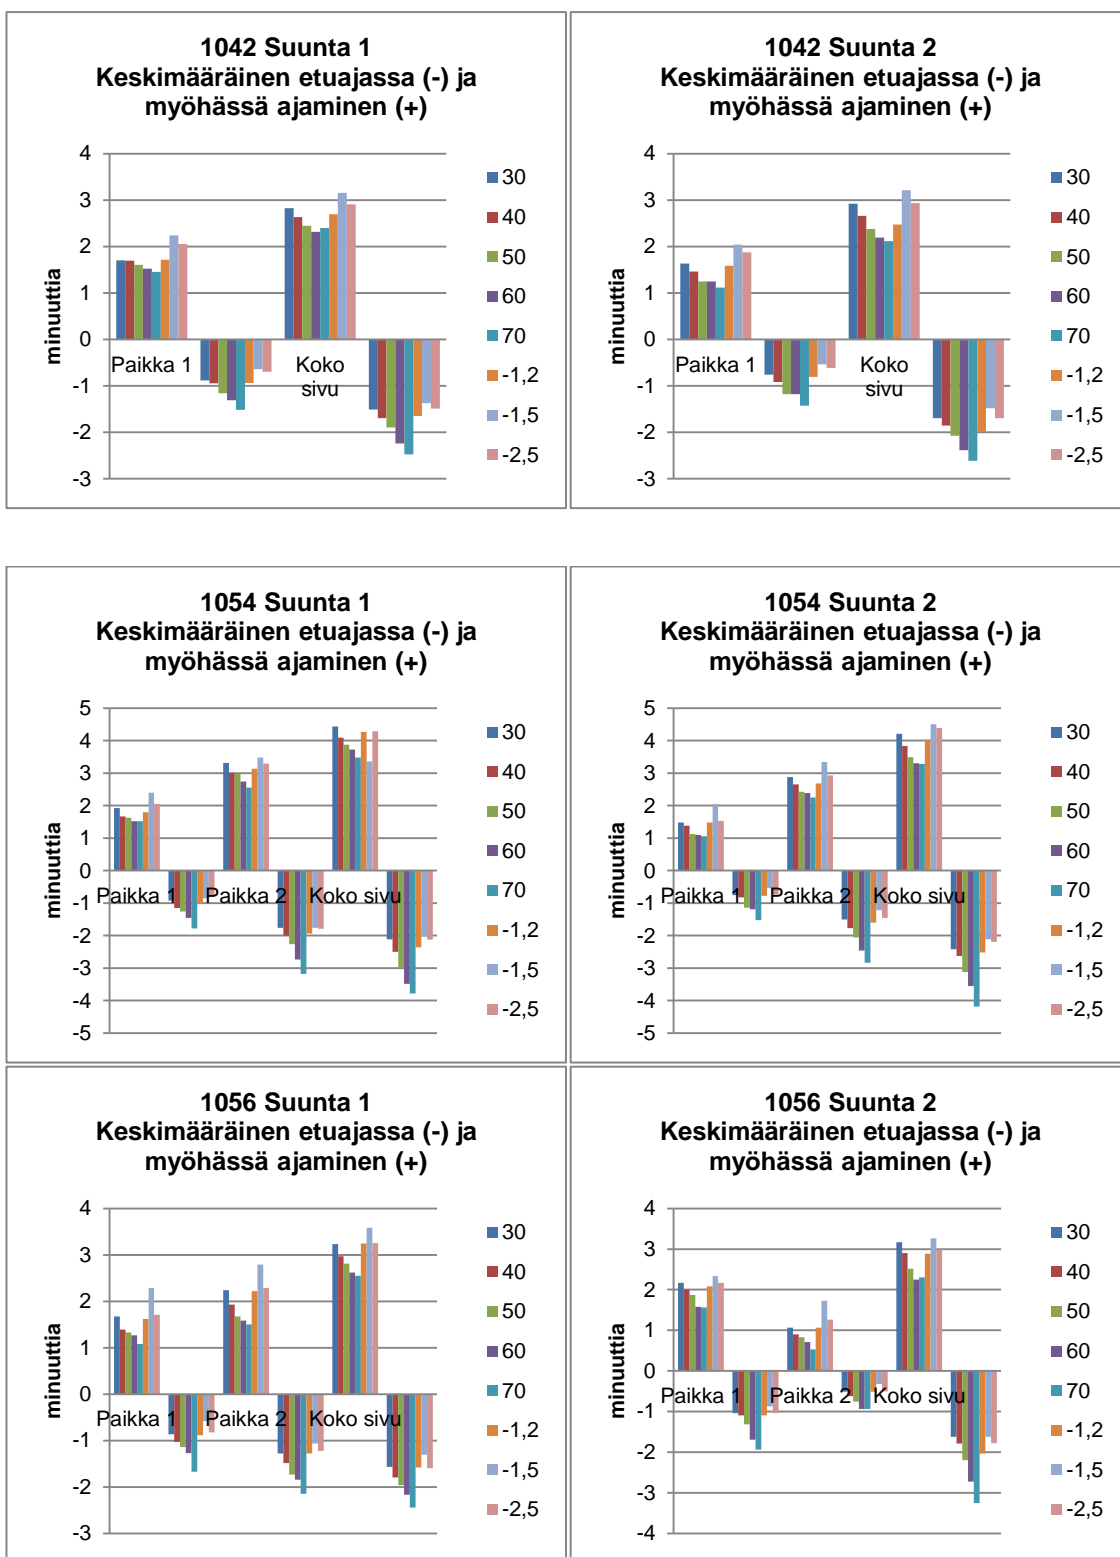 1042 Suunta 1
Keskimääräinen etuajassa (-) ja
myöhässä ajaminen (+)
minuuttia
4
3
2
1
0
-1
-2
-3
Paikka 1
Koko
sivu
30
40
50
60
70
-1,2
-1,5
-2,5
1042 Suunta 2
Keskimääräinen etuajassa (-) ja
myöhässä ajaminen (+)
minuuttia
4
3
2
1
0
-1
-2
-3
Paikka 1
Koko
sivu
30
40
50
60
70
-1,2
-1,5
-2,5
1054 Suunta 1
Keskimääräinen etuajassa (-) ja
myöhässä ajaminen (+)
minuuttia
5
4
3
2
1
0
-1
-2
-3
-4
-5
Paikka 1
Paikka 2
Koko sivu
30
40
50
60
70
-1,2
-1,5
-2,5
1054 Suunta 2
Keskimääräinen etuajassa (-) ja
myöhässä ajaminen (+)
minuuttia
5
4
3
2
1
0
-1
-2
-3
-4
-5
Paikka 1
Paikka 2
Koko sivu
30
40
50
60
70
-1,2
-1,5
-2,5
1056 Suunta 1
Keskimääräinen etuajassa (-) ja
myöhässä ajaminen (+)
minuuttia
4
3
2
1
0
-1
-2
-3
Paikka 1
Paikka 2
Koko sivu
30
40
50
60
70
-1,2
-1,5
-2,5
1056 Suunta 2
Keskimääräinen etuajassa (-) ja
myöhässä ajaminen (+)
minuuttia
4
3
2
1
0
-1
-2
-3
-4
Paikka 1
Paikka 2
Koko sivu
30
40
50
60
70
-1,2
-1,5
-2,5